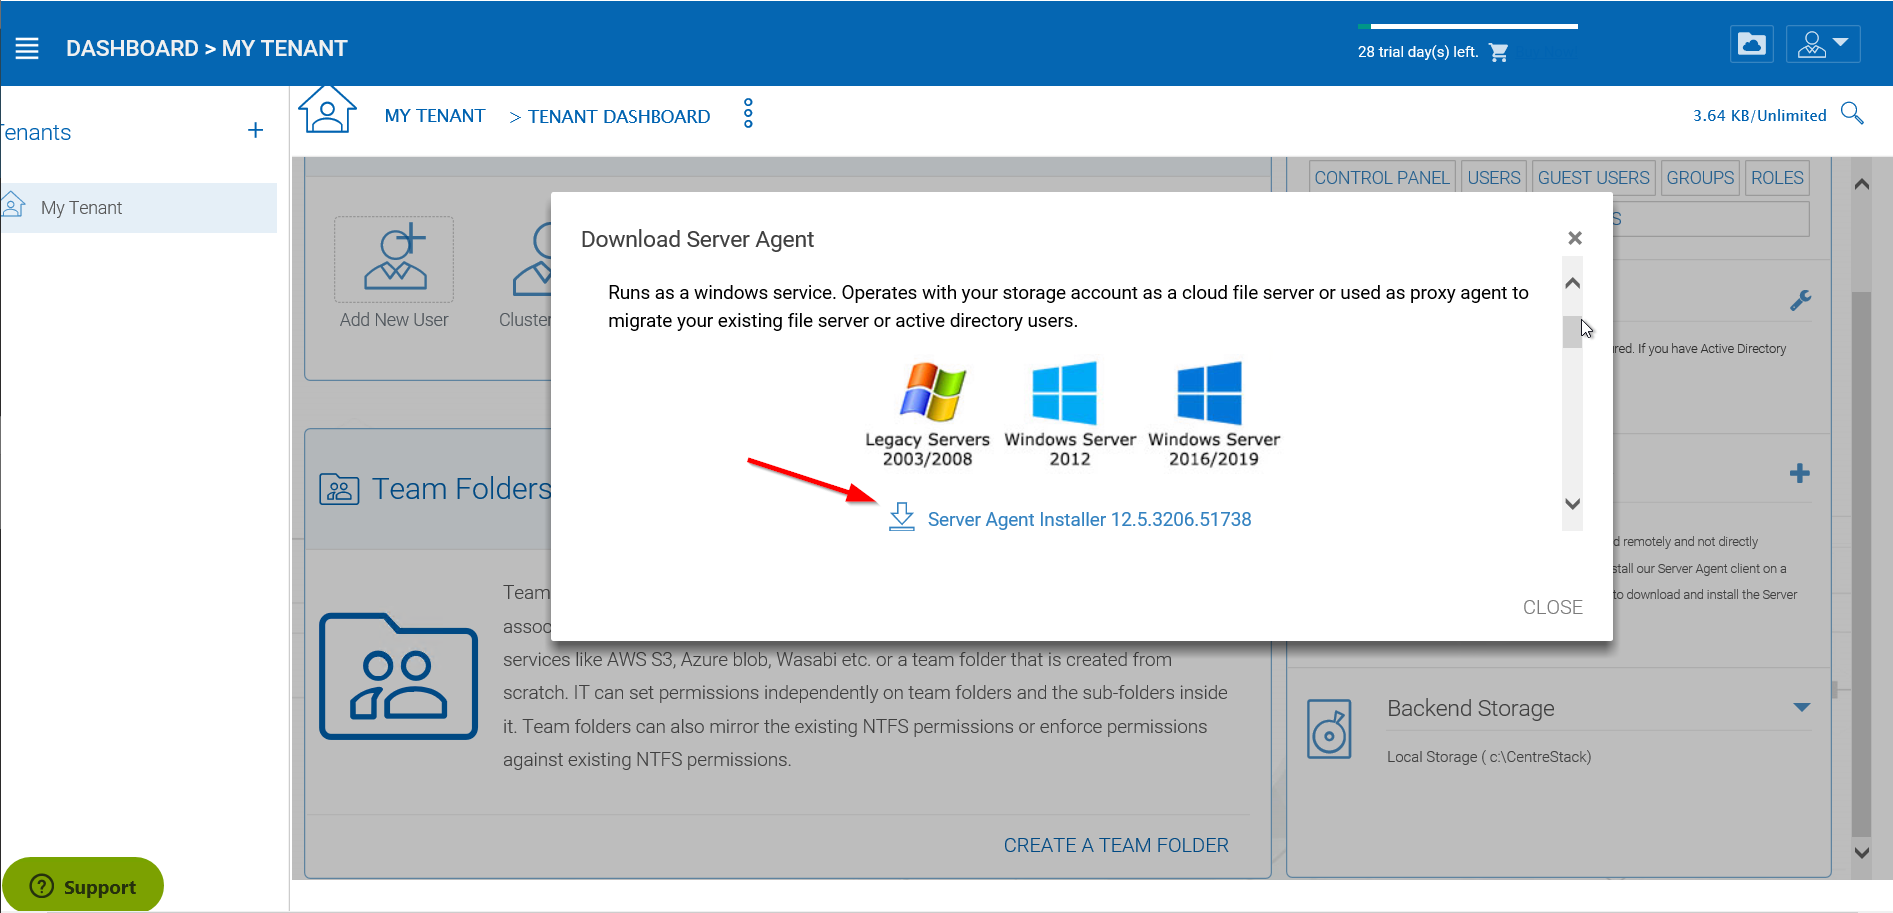 DASHBOARD > MY TENANT
28 trial day(s) left.
Tenants
+
My Tenant
MY TENANT > TENANT DASHBOARD
3.64 KB/Unlimited
CONTROL PANEL
USERS
GUEST USERS
GROUPS
ROLES
S
Add New User
Cluster
Download Server Agent
×
Runs as a windows service. Operates with your storage account as a cloud file server or used as proxy agent to
migrate your existing file server or active directory users.
Legacy Servers
2003/2008
Windows Server
2012
Windows Server
2016/2019
Server Agent Installer 12.5.3206.51738
CLOSE
red. If you have Active Directory
d remotely and not directly
stall our Server Agent client on a
to download and install the Server
Team Folders
Team
assoc
services like AWS S3, Azure blob, Wasabi etc. or a team folder that is created from
scratch. IT can set permissions independently on team folders and the sub-folders inside
it. Team folders can also mirror the existing NTFS permissions or enforce permissions
against existing NTFS permissions.
CREATE A TEAM FOLDER
Backend Storage
Local Storage ( c:\CentreStack)
? Support